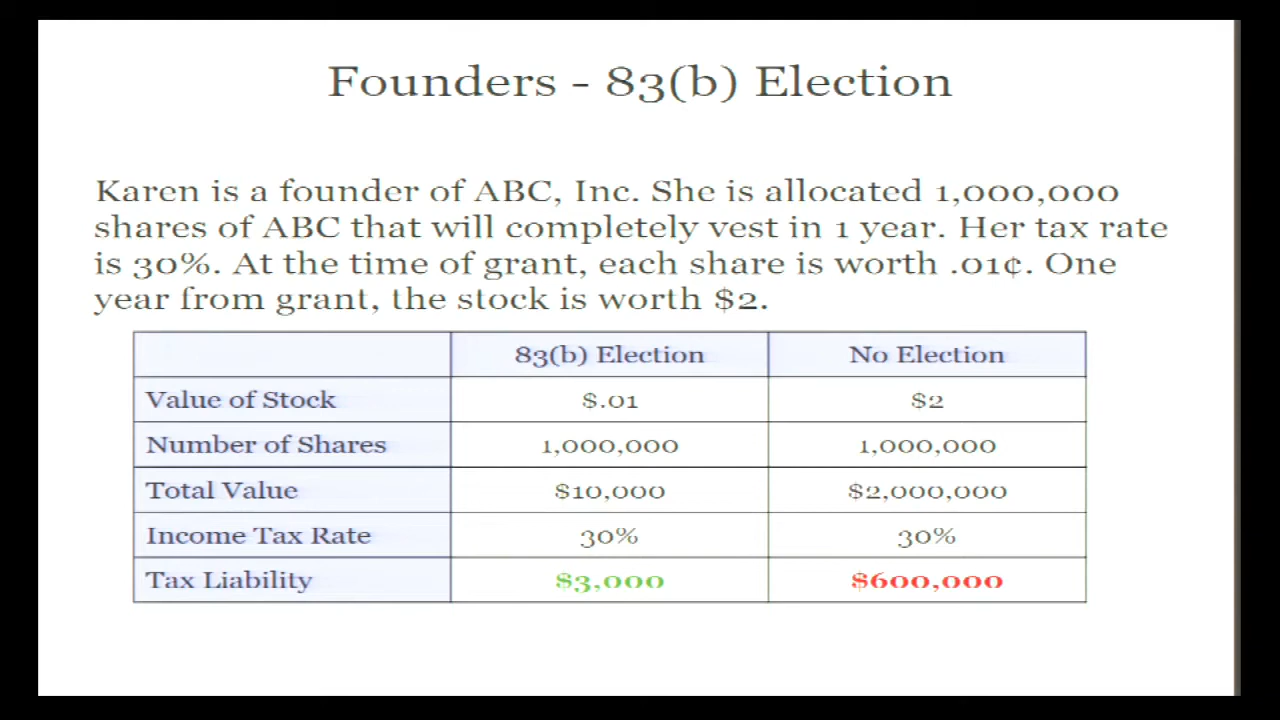 Founders - 83(b) Election
Karen is a founder of ABC, Inc. She is allocated 1,000,000
shares of ABC that will completely vest in 1 year. Her tax rate
is 30%. At the time of grant, each share is worth .01¢. One
year from grant, the stock is worth $2.
83(b) Election No Election
Value of Stock $.01 $2
Number of Shares 1,000,000 1,000,000
Total Value $10,000 $2,000,000
Income Tax Rate 30% 30%
Tax Liability $3,000 $600,000